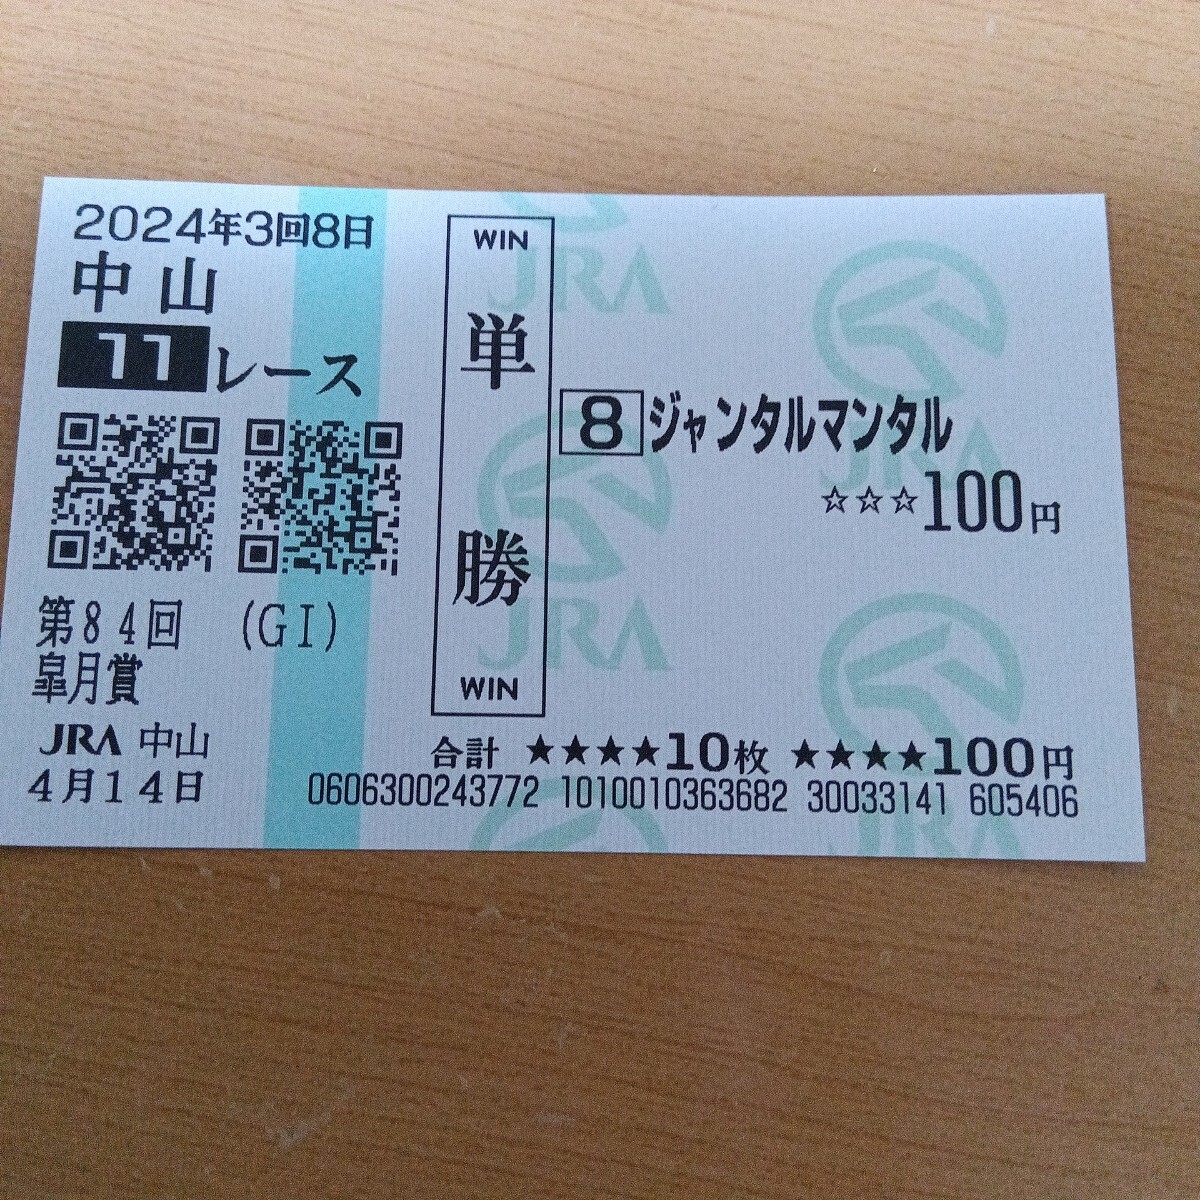 2024年3回8日
中山
11レース
第84回 (GI)
皐月賞
JRA 中山
4月14日
WIN
単勝
WIN
8 ジャンタルマンタル
☆☆☆100円
合計 ★★★★10枚 ★★★★100円
0606300243772 1010010363682 30033141 605406
JRA
JRA
JRA
JRA